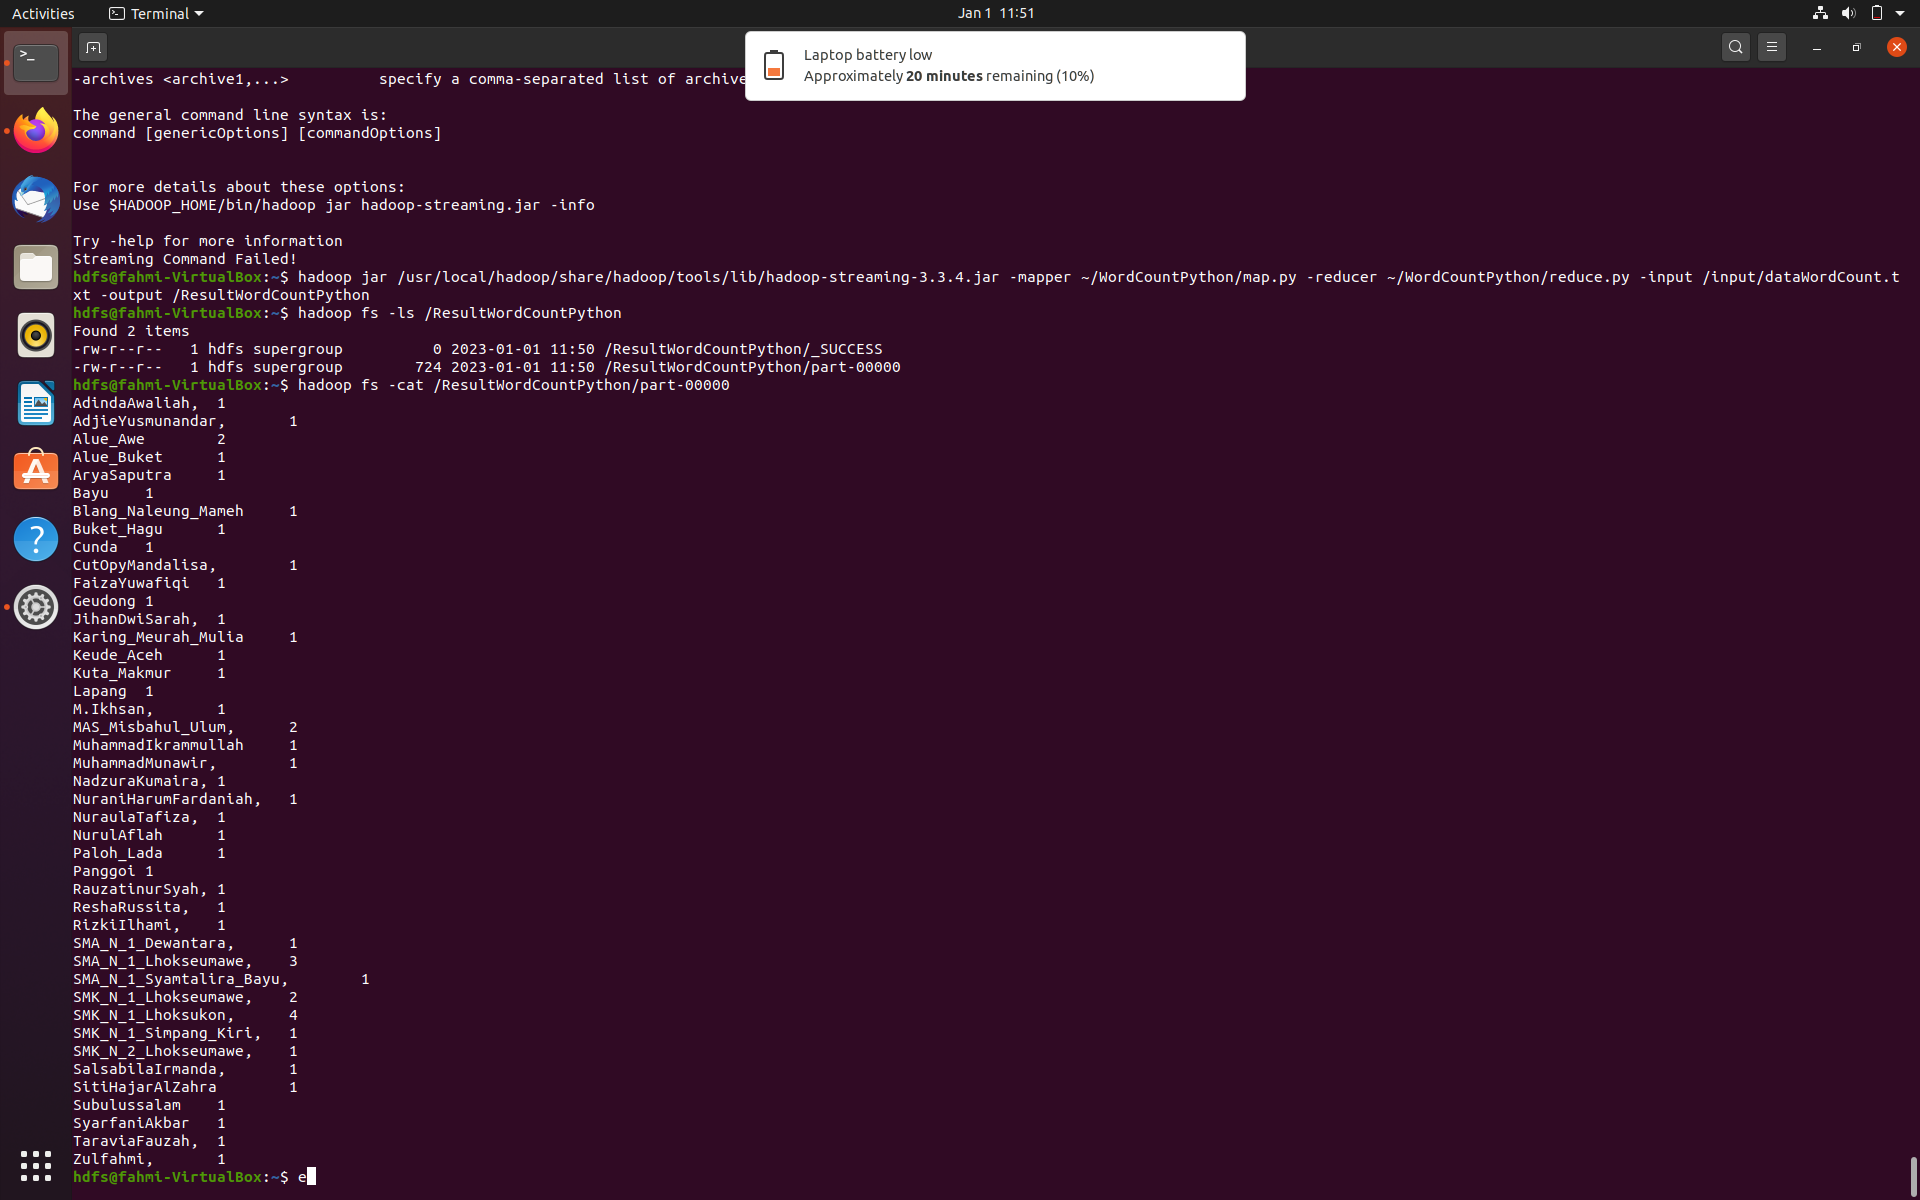 Activities
Terminal
Jan 1 11:51
Laptop battery low
Approximately 20 minutes remaining (10%)
-archives <archive1,...>          specify a comma-separated list of archive

The general command line syntax is:
command [genericOptions] [commandOptions]

For more details about these options:
Use $HADOOP_HOME/bin/hadoop jar hadoop-streaming.jar -info

Try -help for more information
Streaming Command Failed!
hdfs@fahmi-VirtualBox:~$ hadoop jar /usr/local/hadoop/share/hadoop/tools/lib/hadoop-streaming-3.3.4.jar -mapper ~/WordCountPython/map.py -reducer ~/WordCountPython/reduce.py -input /input/dataWordCount.t
xt -output /ResultWordCountPython
hdfs@fahmi-VirtualBox:~$ hadoop fs -ls /ResultWordCountPython
Found 2 items
-rw-r--r--   1 hdfs supergroup          0 2023-01-01 11:50 /ResultWordCountPython/_SUCCESS
-rw-r--r--   1 hdfs supergroup        724 2023-01-01 11:50 /ResultWordCountPython/part-00000
hdfs@fahmi-VirtualBox:~$ hadoop fs -cat /ResultWordCountPython/part-00000
AdindaAwaliah,  1
AdjieYusmunandar,       1
Alue_Awe        2
Alue_Buket      1
AryaSaputra     1
Bayu    1
Blang_Naleung_Mameh     1
Buket_Hagu      1
Cunda   1
CutOpyMandalisa,        1
FaizaYuwafiqi   1
Geudong 1
JihanDwiSarah,  1
Karing_Meurah_Mulia     1
Keude_Aceh      1
Kuta_Makmur     1
Lapang  1
M.Ikhsan,       1
MAS_Misbahul_Ulum,      2
MuhammadIkrammullah     1
MuhammadMunawir,        1
NadzuraKumaira, 1
NuraniHarumFardaniah,   1
NuraulaTafiza,  1
NurulAflah      1
Paloh_Lada      1
Panggoi 1
RauzatinurSyah, 1
ReshaRussita,   1
RizkiIlhami,    1
SMA_N_1_Dewantara,      1
SMA_N_1_Lhokseumawe,    3
SMA_N_1_Syamtalira_Bayu,        1
SMK_N_1_Lhokseumawe,    2
SMK_N_1_Lhoksukon,      4
SMK_N_1_Simpang_Kiri,   1
SMK_N_2_Lhokseumawe,    1
SalsabilaIrmanda,       1
SitiHajarAlZahra        1
Subulussalam    1
SyarfaniAkbar   1
TaraviaFauzah,  1
Zulfahmi,       1
hdfs@fahmi-VirtualBox:~$ e